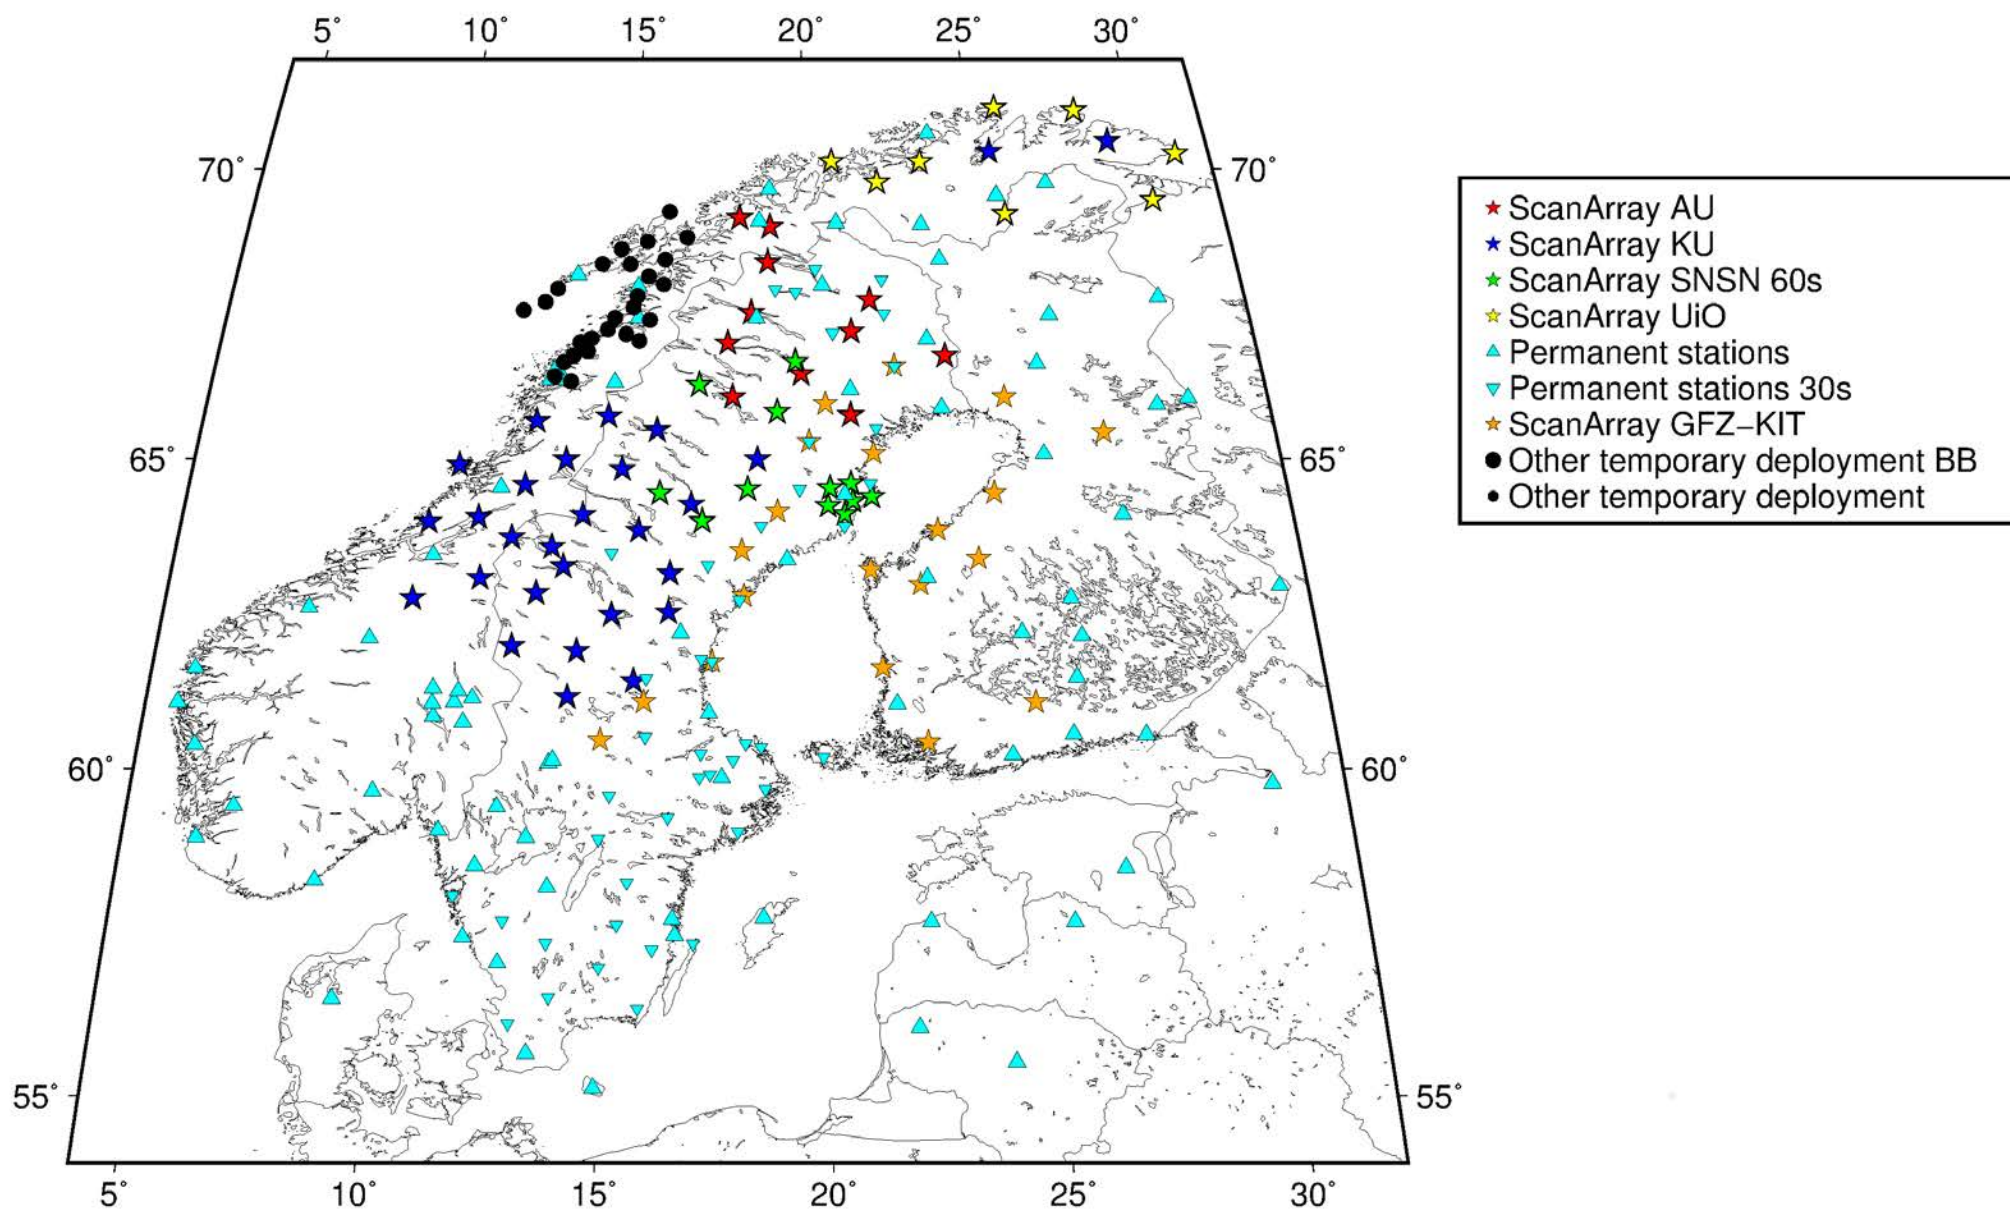 5° 10° 15° 20° 25° 30°
70° 70°
ScanArray AU
ScanArray KU
ScanArray SNSN 60s
ScanArray UiO
Permanent stations
Permanent stations 30s
ScanArray GFZ–KIT
Other temporary deployment BB
Other temporary deployment
65° 65°
60° 60°
55° 55°
5° 10° 15° 20° 25° 30°